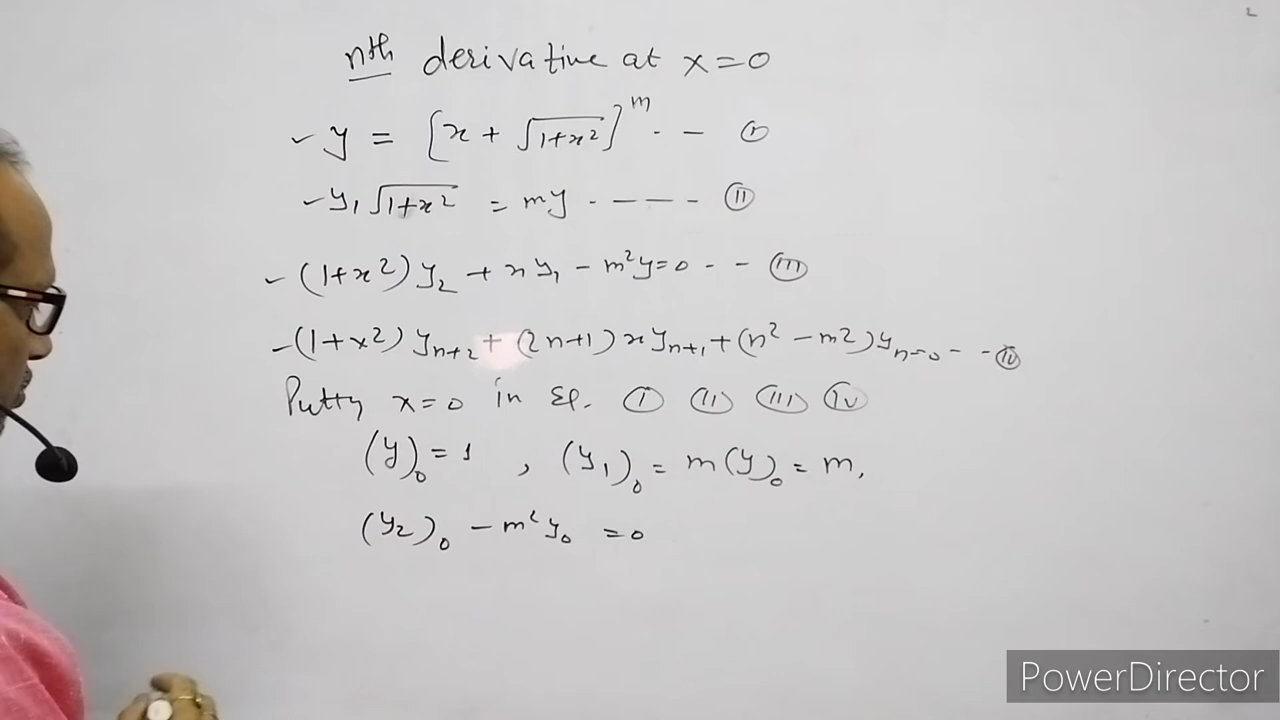 nth derivative at x=0
y = [x + √1+x²]^m - - (I)
y₁ √1+x² = my - - - - - (II)
(1+x²) y₂ + x y₁ - m²y=0 - - (III)
(1+x2) yₙ₊₂ + (2n+1) x yₙ₊₁ + (n² - m2) yₙ=0 - - (IV)
Putty x=0 in Eq. (I) (II) (III) (IV)
(y)₀ = 1 , (y₁)₀ = m(y)₀ = m,
(y₂)₀ - m² y₀ = 0
PowerDirector